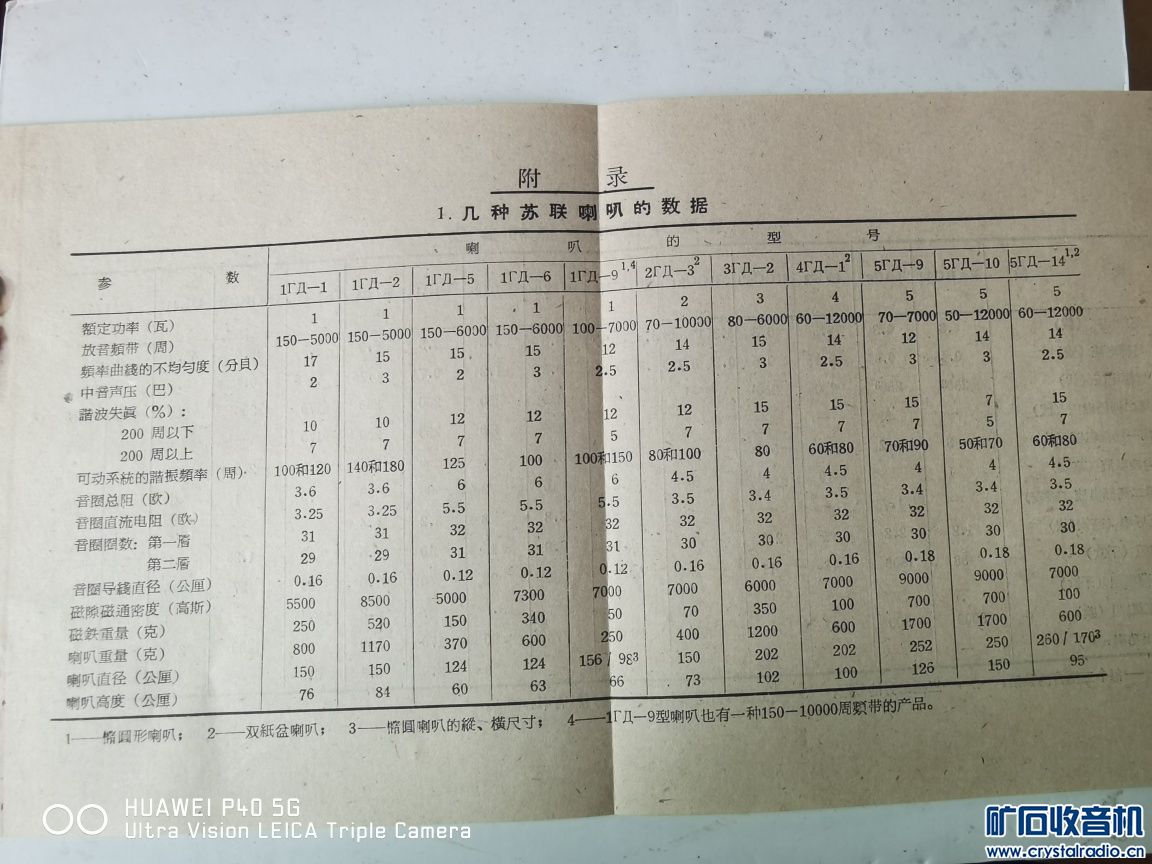 附 录
1. 几种苏联喇叭的数据
喇 叭 的 型 号
参 数 1ГД—1 1ГД—2 1ГД—5 1ГД—6 1ГД—9 1,4 2ГД—3 2 3ГД—2 4ГД—1 2 5ГД—9 5ГД—10 5ГД—14 1,2
額定功率（瓦） 1 1 1 1 1 2 3 4 5 5 5
放音頻带（周） 150—5000 150—5000 150—6000 150—6000 100—7000 70—10000 80—6000 60—12000 70—7000 50—12000 60—12000
頻率曲綫的不均匀度（分貝） 17 15 15 15 12 14 15 14 12 14 14
中音声压（巴） 2 3 2 3 2.5 2.5 3 2.5 3 3 2.5
諧波失眞（%）：
200 周以下 10 10 12 12 12 12 15 15 15 7 15
200 周以上 7 7 7 7 5 7 7 7 7 5 7
可动系統的諧振頻率（周） 100和120 140和180 125 100 100和150 80和100 80 60和80 70和90 50和70 60和80
音圈总阻（欧） 3.6 3.6 6 6 6 4.5 4 4.5 4 4 4.5
音圈直流电阻（欧） 3.25 3.25 5.5 5.5 5.5 3.5 3.4 3.5 3.4 3.4 3.5
音圈圈数：第一層 31 31 32 32 32 32 32 32 32 32 32
第二層 29 29 31 31 31 30 30 30 30 30 30
音圈导綫直径（公厘） 0.16 0.16 0.12 0.12 0.12 0.16 0.16 0.16 0.18 0.18 0.18
磁隙磁通密度（高斯） 5500 8500 5000 7300 7000 7000 6000 7000 9000 9000 7000
磁鉄重量（克） 250 520 150 340 50 70 350 100 700 700 100
喇叭重量（克） 800 1170 370 600 250 400 1200 600 1700 1700 600
喇叭直径（公厘） 150 150 124 124 156/98³ 150 202 202 252 250 260/170³
喇叭高度（公厘） 76 84 60 63 66 73 102 100 126 150 95
1——楕圓形喇叭； 2——双紙盆喇叭； 3——楕圓喇叭的縱、橫尺寸； 4——1ГД—9型喇叭也有一种150—10000周頻带的产品。
HUAWEI P40 5G
Ultra Vision LEICA Triple Camera
矿石收音机
www.crystalradio.cn